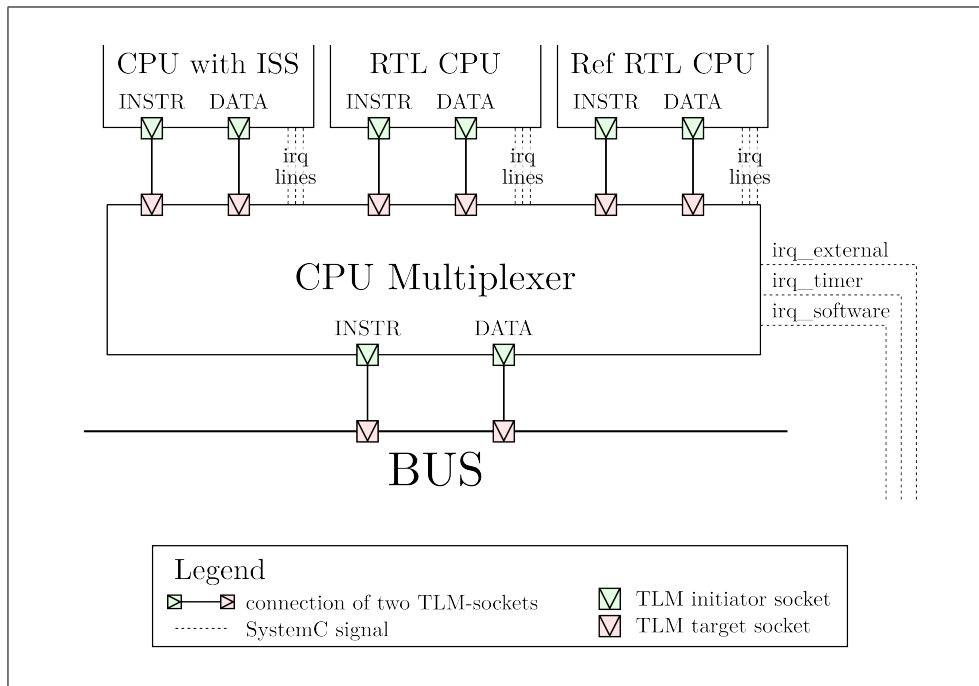 CPU with ISS
RTL CPU
Ref RTL CPU
INSTR DATA
INSTR DATA
INSTR DATA
irq
lines
irq
lines
irq
lines
CPU Multiplexer
irq_external
irq_timer
irq_software
INSTR
DATA
BUS
Legend
connection of two TLM-sockets
SystemC signal
TLM initiator socket
TLM target socket